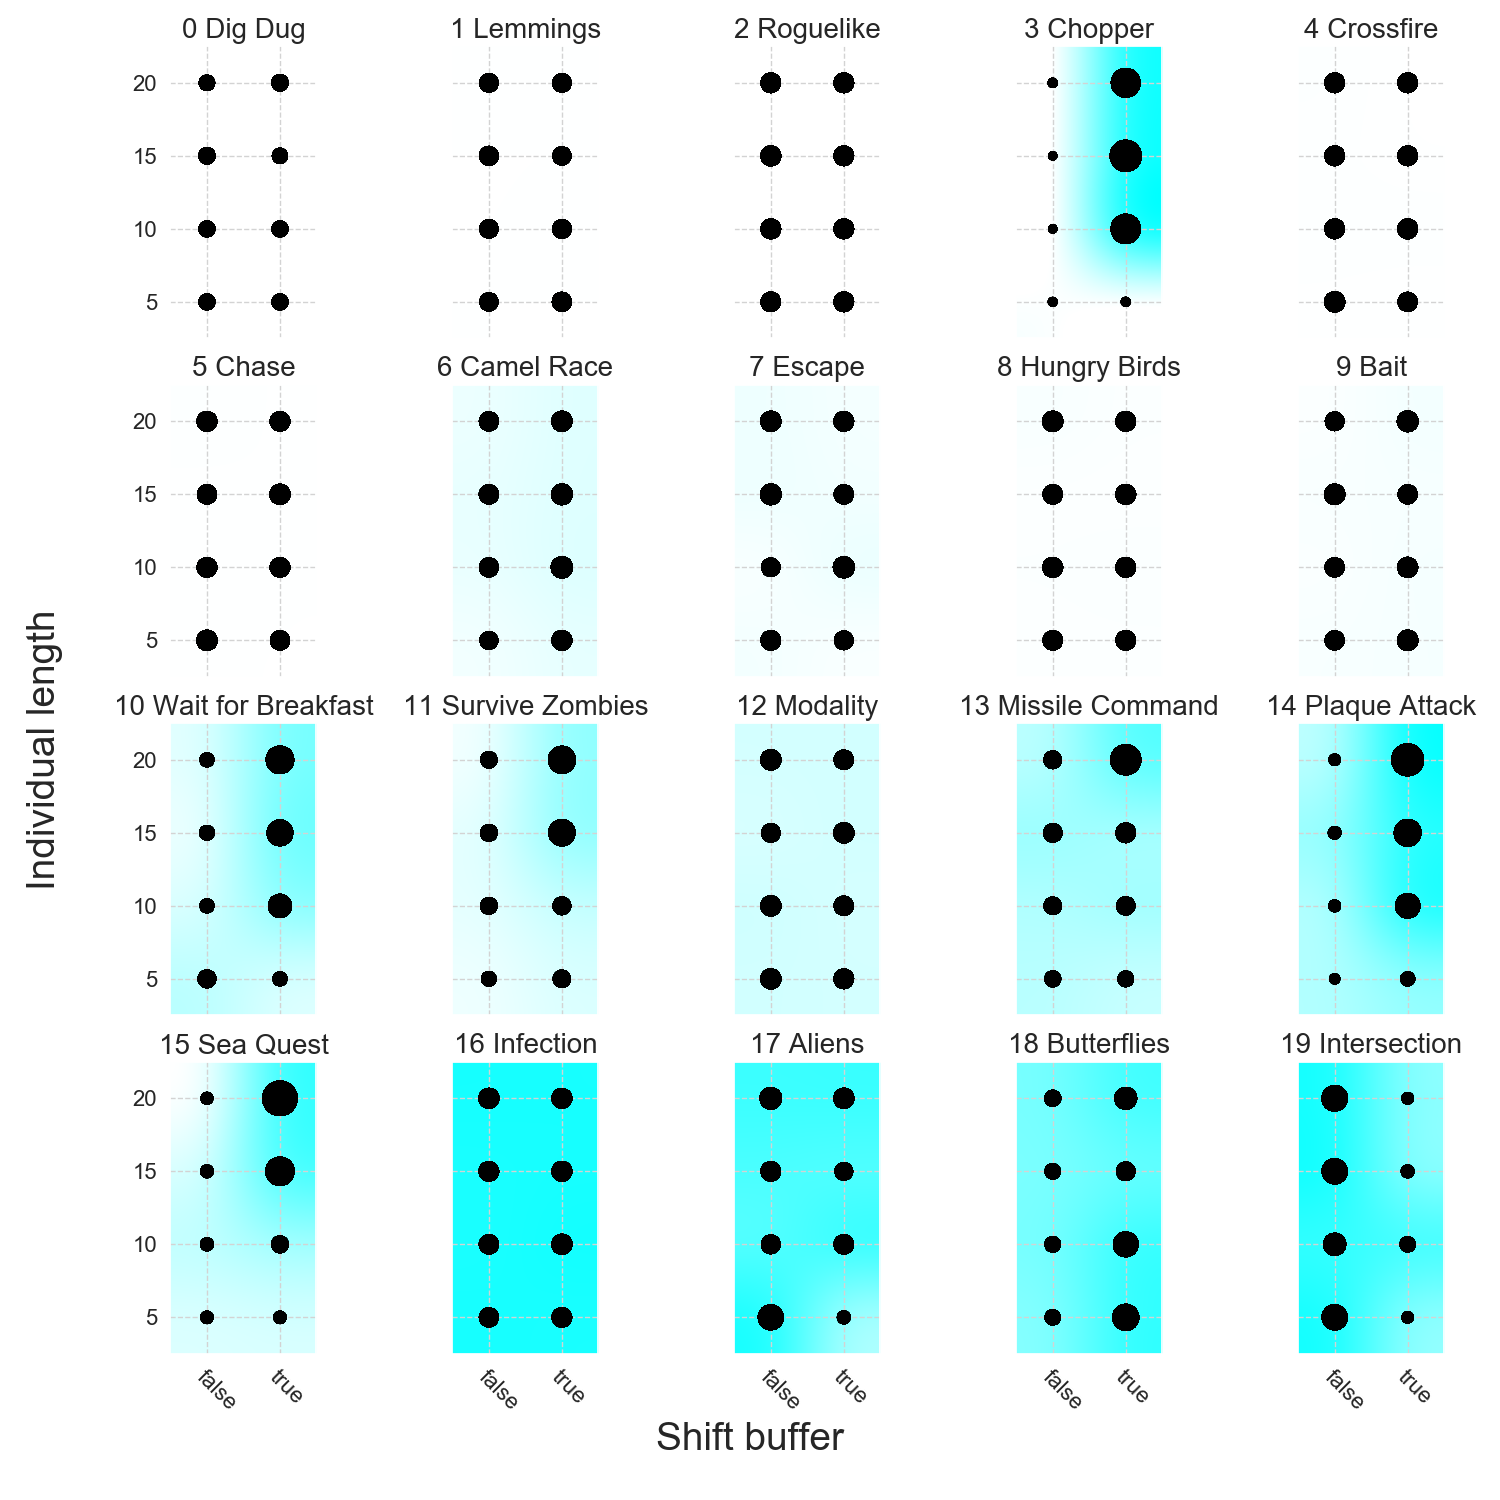 0 Dig Dug
1 Lemmings
2 Roguelike
3 Chopper
4 Crossfire
20
15
10
5
5 Chase
6 Camel Race
7 Escape
8 Hungry Birds
9 Bait
20
15
10
5
Individual length
10 Wait for Breakfast
11 Survive Zombies
12 Modality
13 Missile Command
14 Plaque Attack
20
15
10
5
15 Sea Quest
16 Infection
17 Aliens
18 Butterflies
19 Intersection
20
15
10
5
false
true
false
true
false
true
false
true
false
true
Shift buffer